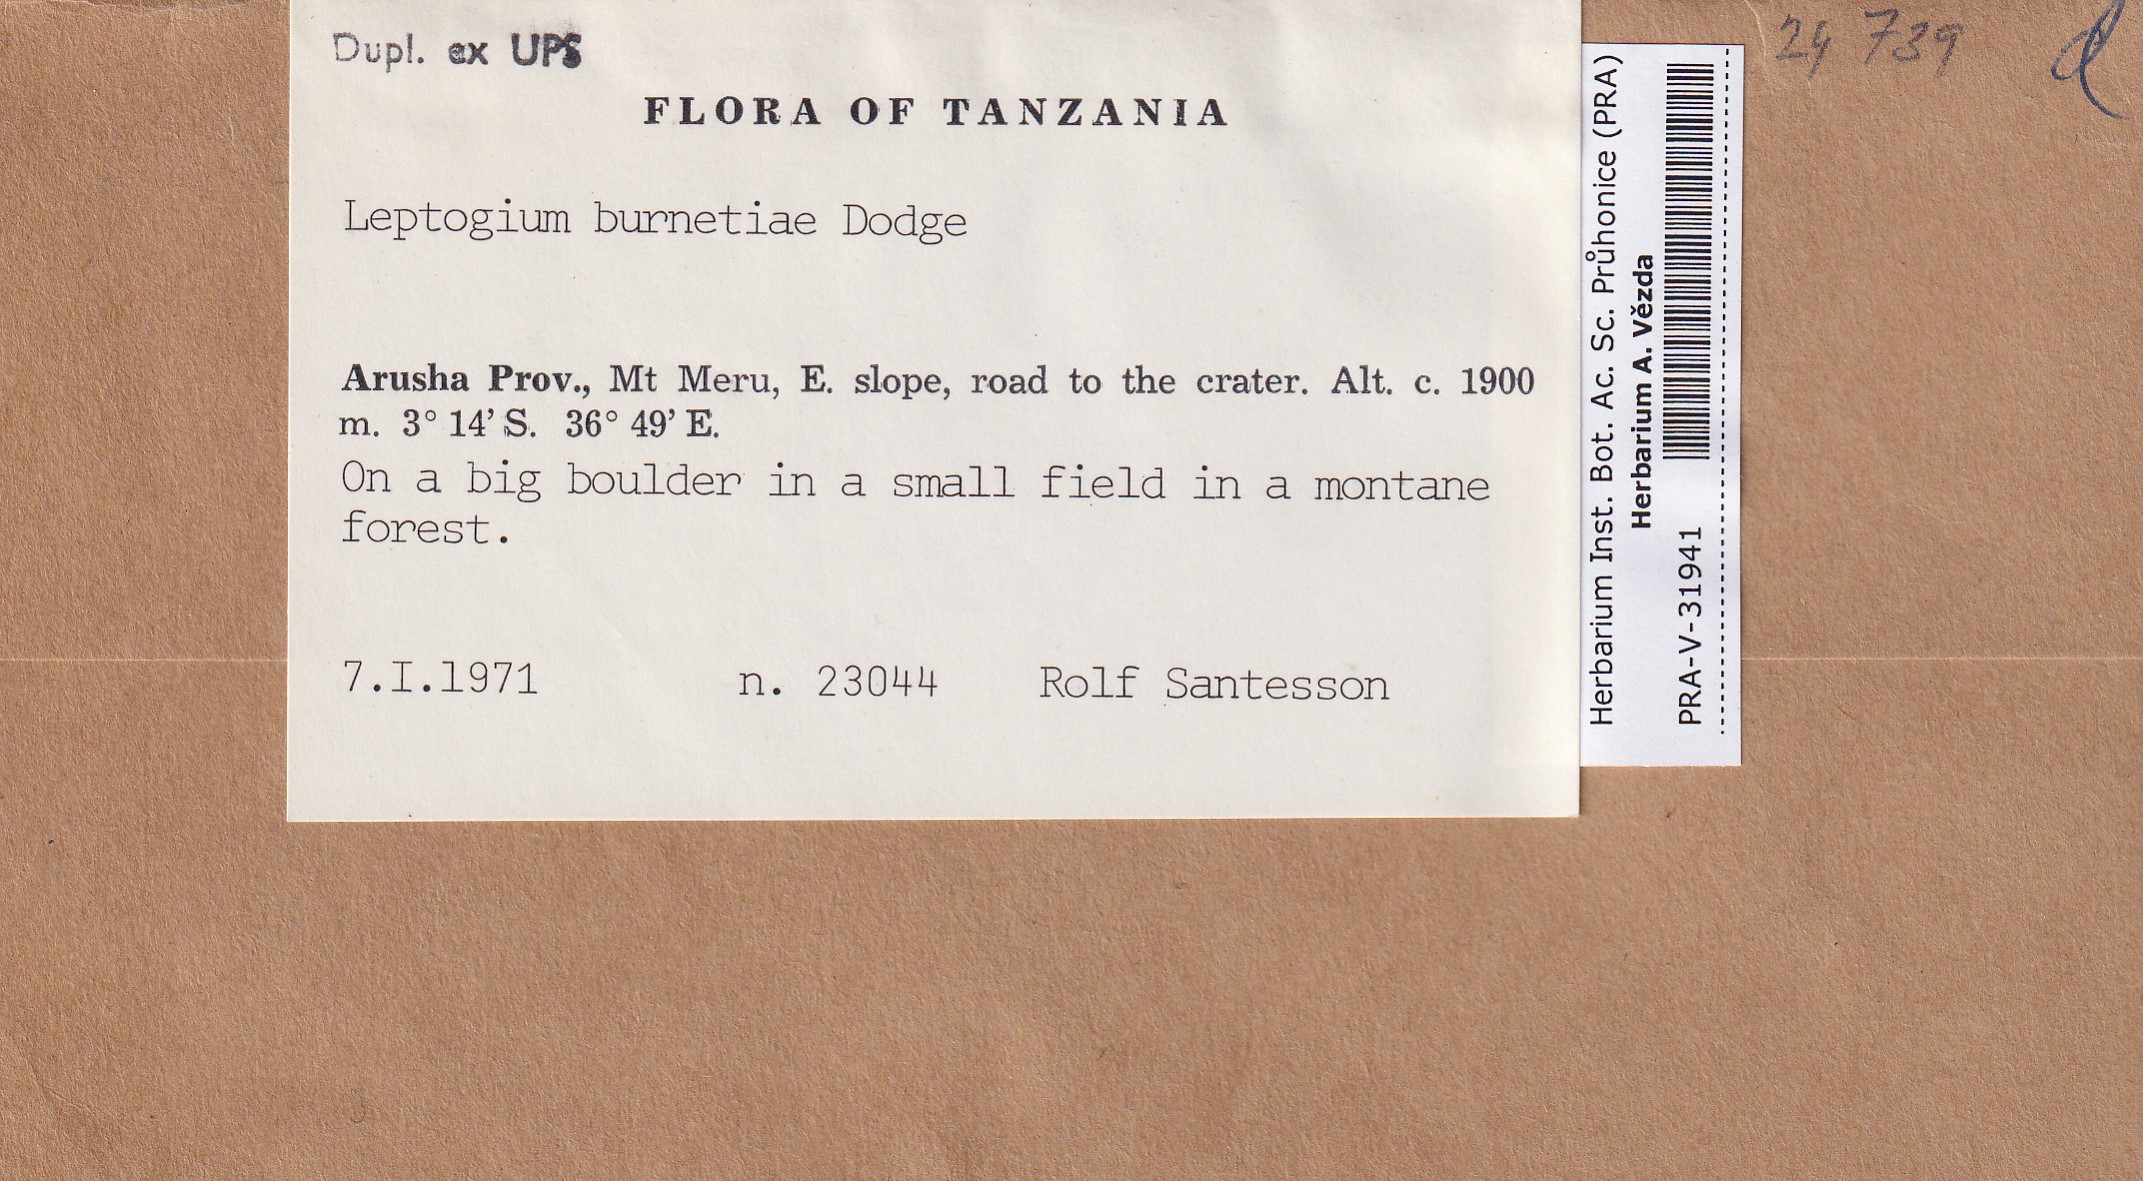 Dupl. ex UPS
FLORA OF TANZANIA
Leptogium burnetiae Dodge
Arusha Prov., Mt Meru, E. slope, road to the crater. Alt. c. 1900
m. 3° 14' S. 36° 49' E.
On a big boulder in a small field in a montane
forest.
7.I.1971 n. 23044 Rolf Santesson
Herbarium Inst. Bot. Ac. Sc. Průhonice (PRA)
Herbarium A. Vězda
PRA-V-31941
24 739